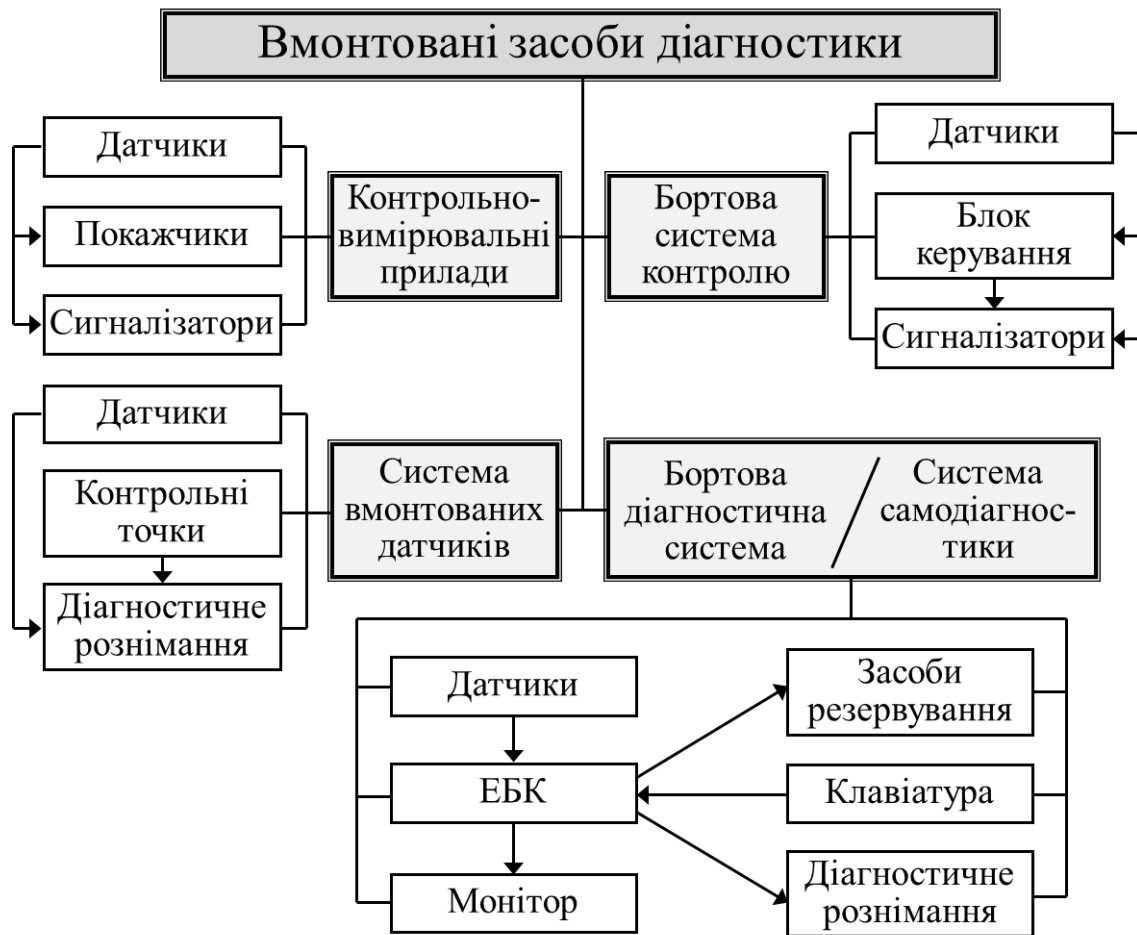 Вмонтовані засоби діагностики
Датчики
Покажчики
Сигналізатори
Контрольно-
вимірювальні
прилади
Бортова
система
контролю
Датчики
Блок
керування
Сигналізатори
Датчики
Контрольні
точки
Діагностичне
рознімання
Система
вмонтованих
датчиків
Бортова
діагностична
система
Система
самодіагнос-
тики
Датчики
ЕБК
Монітор
Засоби
резервування
Клавіатура
Діагностичне
рознімання